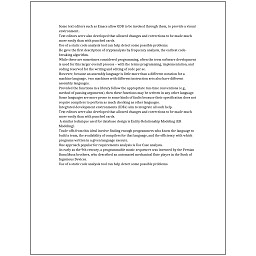 Some text editors such as Emacs allow GDB to be invoked through them, to provide a visual
environment.
Text editors were also developed that allowed changes and corrections to be made much
more easily than with punched cards.
Use of a static code analysis tool can help detect some possible problems.
He gave the first description of cryptanalysis by frequency analysis, the earliest code-
breaking algorithm.
While these are sometimes considered programming, often the term software development
is used for this larger overall process – with the terms programming, implementation, and
coding reserved for the writing and editing of code per se.
However, because an assembly language is little more than a different notation for a
machine language, two machines with different instruction sets also have different
assembly languages.
Provided the functions in a library follow the appropriate run-time conventions (e.g.,
method of passing arguments), then these functions may be written in any other language.
Some languages are more prone to some kinds of faults because their specification does not
require compilers to perform as much checking as other languages.
Integrated development environments (IDEs) aim to integrate all such help.
Text editors were also developed that allowed changes and corrections to be made much
more easily than with punched cards.
A similar technique used for database design is Entity-Relationship Modeling (ER
Modeling).
Trade-offs from this ideal involve finding enough programmers who know the language to
build a team, the availability of compilers for that language, and the efficiency with which
programs written in a given language execute.
One approach popular for requirements analysis is Use Case analysis.
As early as the 9th century, a programmable music sequencer was invented by the Persian
Banu Musa brothers, who described an automated mechanical flute player in the Book of
Ingenious Devices.
Use of a static code analysis tool can help detect some possible problems.